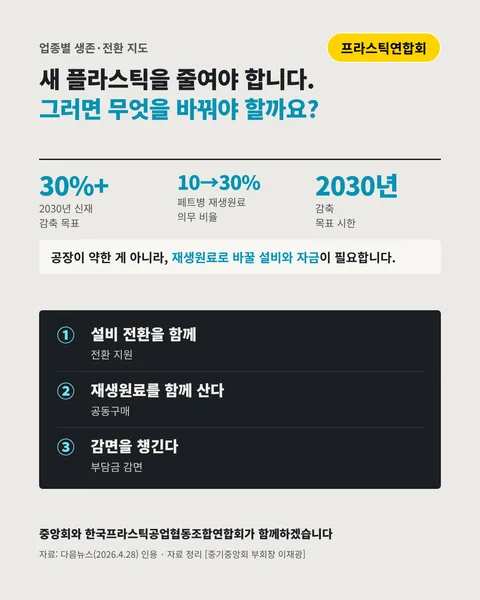 업종별 생존·전환 지도
프라스틱연합회
새 플라스틱을 줄여야 합니다.
그러면 무엇을 바꿔야 할까요?
30%+
2030년 신재
감축 목표
10→30%
페트병 재생원료
의무 비율
2030년
감축
목표 시한
공장이 약한 게 아니라, 재생원료로 바꿀 설비와 자금이 필요합니다.
1 설비 전환을 함께
전환 지원
2 재생원료를 함께 산다
공동구매
3 감면을 챙긴다
부담금 감면
중앙회와 한국프라스틱공업협동조합연합회가 함께하겠습니다
자료: 다음뉴스(2026.4.28) 인용 · 자료 정리 [중기중앙회 부회장 이재광]